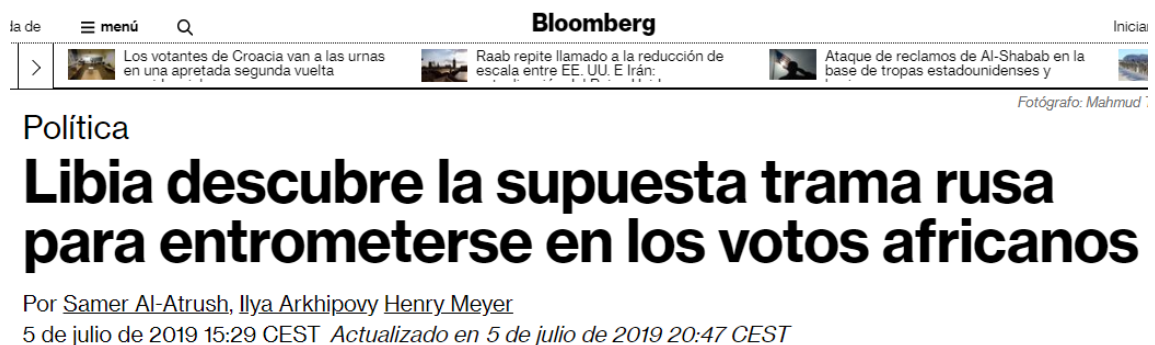 da de
menú
Bloomberg
Iniciar
Los votantes de Croacia van a las urnas
en una apretada segunda vuelta
Raab repite llamado a la reducción de
escala entre EE. UU. E Irán:
Ataque de reclamos de Al-Shabab en la
base de tropas estadounidenses y
Fotógrafo: Mahmud
Política
Libia descubre la supuesta trama rusa
para entrometerse en los votos africanos
Por Samer Al-Atrush, Ilya Arkhipovy Henry Meyer
5 de julio de 2019 15:29 CEST Actualizado en 5 de julio de 2019 20:47 CEST